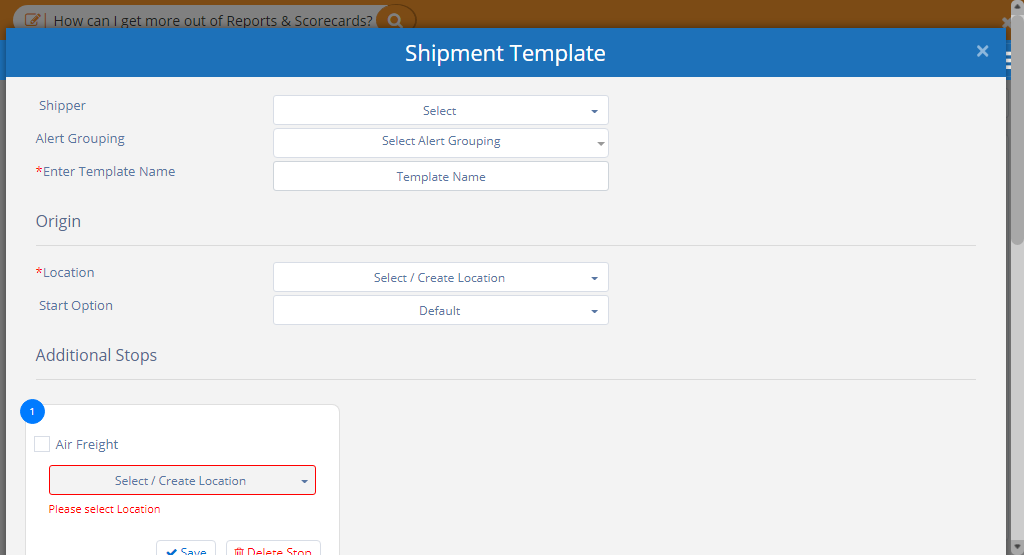 How can I get more out of Reports & Scorecards?
Shipment Template
×
Shipper
Select
Alert Grouping
Select Alert Grouping
*Enter Template Name
Template Name
Origin
*Location
Select / Create Location
Start Option
Default
Additional Stops
1
Air Freight
Select / Create Location
Please select Location
Save
Delete Stop